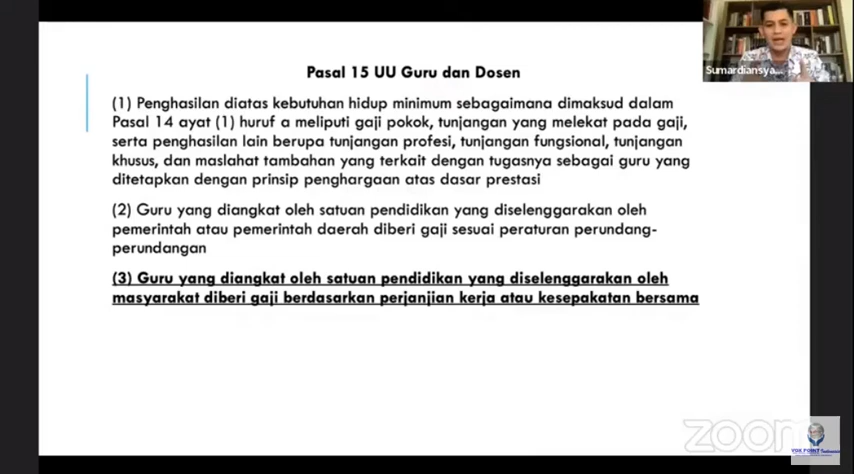 Pasal 15 UU Guru dan Dosen
(1) Penghasilan diatas kebutuhan hidup minimum sebagaimana dimaksud dalam
Pasal 14 ayat (1) huruf a meliputi gaji pokok, tunjangan yang melekat pada gaji,
serta penghasilan lain berupa tunjangan profesi, tunjangan fungsional, tunjangan
khusus, dan maslahat tambahan yang terkait dengan tugasnya sebagai guru yang
ditetapkan dengan prinsip penghargaan atas dasar prestasi
(2) Guru yang diangkat oleh satuan pendidikan yang diselenggarakan oleh
pemerintah atau pemerintah daerah diberi gaji sesuai peraturan perundang-
perundangan
(3) Guru yang diangkat oleh satuan pendidikan yang diselenggarakan oleh
masyarakat diberi gaji berdasarkan perjanjian kerja atau kesepakatan bersama
Sumardiansya...
zoom